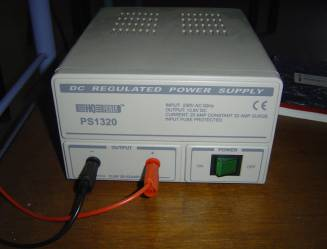 DC REGULATED POWER SUPPLY
PS1320
INPUT: 230V AC 50Hz
OUTPUT: 13.8V DC
CURRENT: 20 AMP CONSTANT 22 AMP SURGE
INPUT FUSE PROTECTED
CE
OUTPUT
- +
POWER
ON OFF